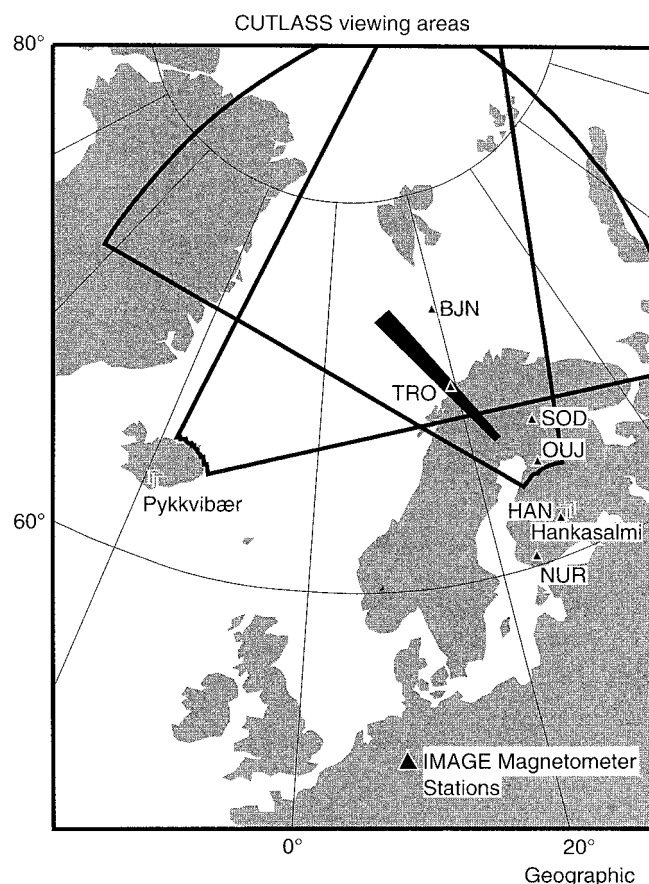 CUTLASS viewing areas
80°
BJN
TRO
SOD
OUJ
Pykkvibær
HAN
Hankasalmi
60°
NUR
IMAGE Magnetometer
Stations
0°
20°
Geographic